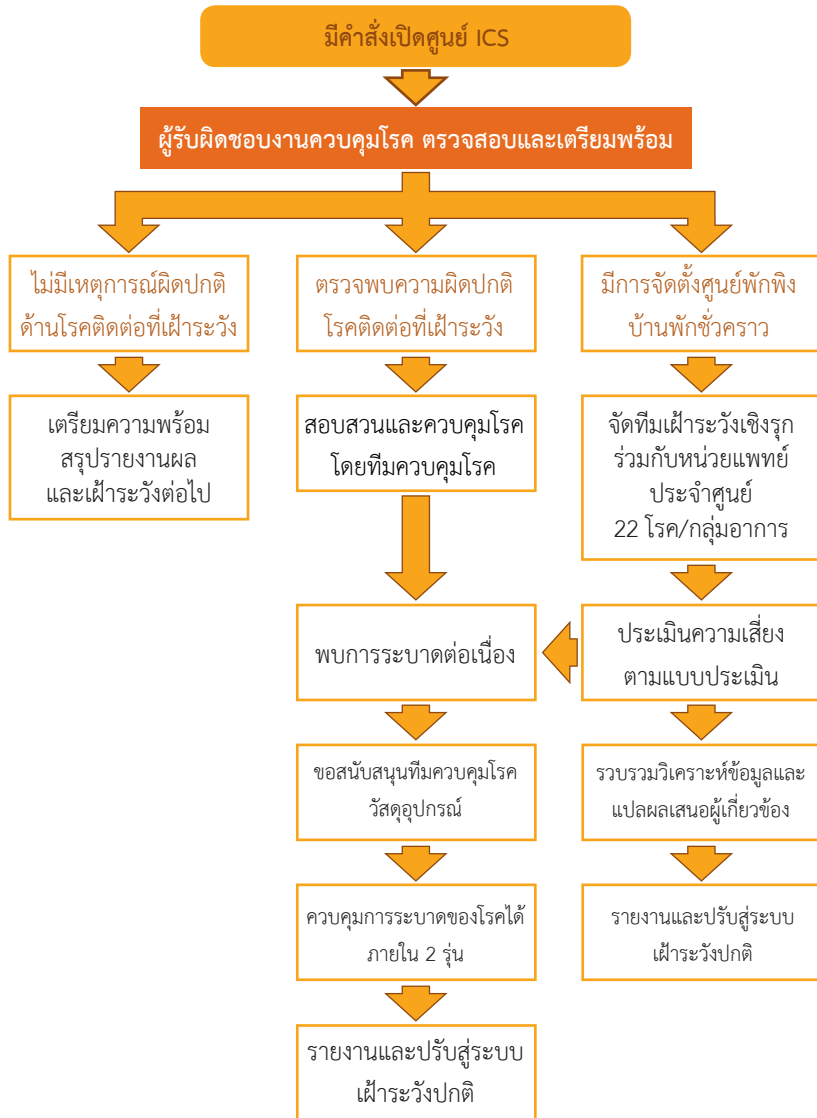 มีคำสั่งเปิดศูนย์ ICS
ผู้รับผิดชอบงานควบคุมโรค ตรวจสอบและเตรียมพร้อม
ไม่มีเหตุการณ์ผิดปกติ
ด้านโรคติดต่อที่เฝ้าระวัง
ตรวจพบความผิดปกติ
โรคติดต่อที่เฝ้าระวัง
มีการจัดตั้งศูนย์พักพิง
บ้านพักชั่วคราว
เตรียมความพร้อม
สรุปรายงานผล
และเฝ้าระวังต่อไป
สอบสวนและควบคุมโรค
โดยทีมควบคุมโรค
จัดทีมเฝ้าระวังเชิงรุก
ร่วมกับหน่วยแพทย์
ประจำศูนย์
22 โรค/กลุ่มอาการ
พบการระบาดต่อเนื่อง
ประเมินความเสี่ยง
ตามแบบประเมิน
ขอสนับสนุนทีมควบคุมโรค
วัสดุอุปกรณ์
รวบรวมวิเคราะห์ข้อมูลและ
แปลผลเสนอผู้เกี่ยวข้อง
ควบคุมการระบาดของโรคได้
ภายใน 2 รุ่น
รายงานและปรับสู่ระบบ
เฝ้าระวังปกติ
รายงานและปรับสู่ระบบ
เฝ้าระวังปกติ